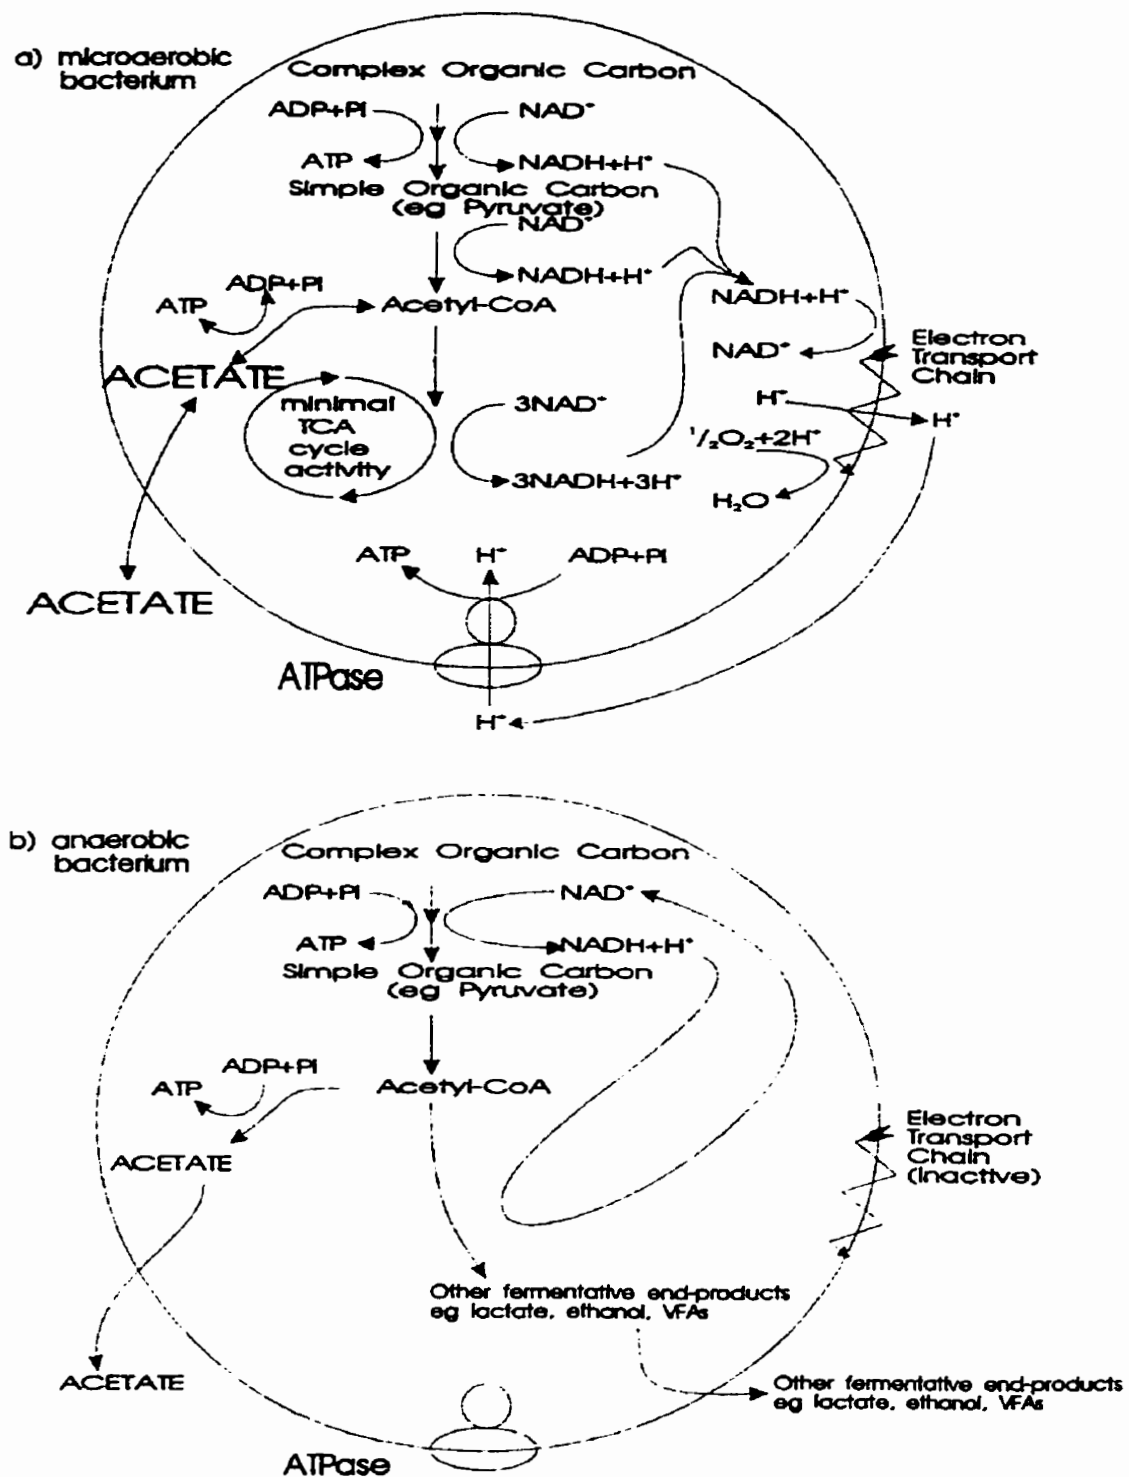 a) microaerobic
bacterium
Complex Organic Carbon
ADP+Pi
NAD⁺
ATP
NADH+H⁺
Simple Organic Carbon
(eg Pyruvate)
NAD⁺
NADH+H⁺
ADP+Pi
ATP
Acetyl-CoA
NADH+H⁺
NAD⁺
Electron
Transport
Chain
ACETATE
minimal
TCA
cycle
activity
3NAD⁺
3NADH+3H⁺
H⁺
H⁺
¹/₂O₂+2H⁺
H₂O
ATP
H⁺
ADP+Pi
ACETATE
ATPase
H⁺
b) anaerobic
bacterium
Complex Organic Carbon
ADP+Pi
NAD⁺
ATP
NADH+H⁺
Simple Organic Carbon
(eg Pyruvate)
ADP+Pi
ATP
Acetyl-CoA
ACETATE
Electron
Transport
Chain
(inactive)
Other fermentative end-products
eg lactate, ethanol, VFAs
ACETATE
Other fermentative end-products
eg lactate, ethanol, VFAs
ATPase